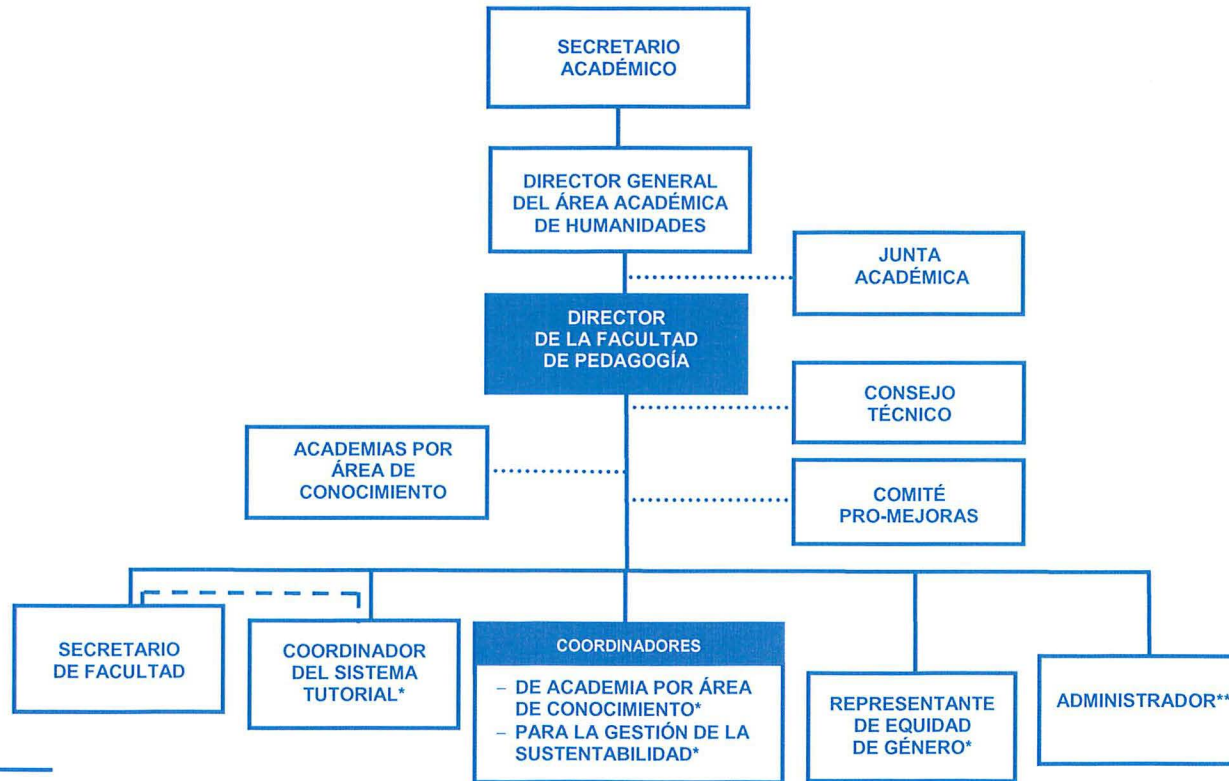 SECRETARIO
ACADÉMICO
DIRECTOR GENERAL
DEL ÁREA ACADÉMICA
DE HUMANIDADES
JUNTA
ACADÉMICA
DIRECTOR
DE LA FACULTAD
DE PEDAGOGÍA
CONSEJO
TÉCNICO
ACADEMIAS POR
ÁREA DE
CONOCIMIENTO
COMITÉ
PRO-MEJORAS
SECRETARIO
DE FACULTAD
COORDINADOR
DEL SISTEMA
TUTORIAL*
COORDINADORES
– DE ACADEMIA POR ÁREA
DE CONOCIMIENTO*
– PARA LA GESTIÓN DE LA
SUSTENTABILIDAD*
REPRESENTANTE
DE EQUIDAD
DE GÉNERO*
ADMINISTRADOR**